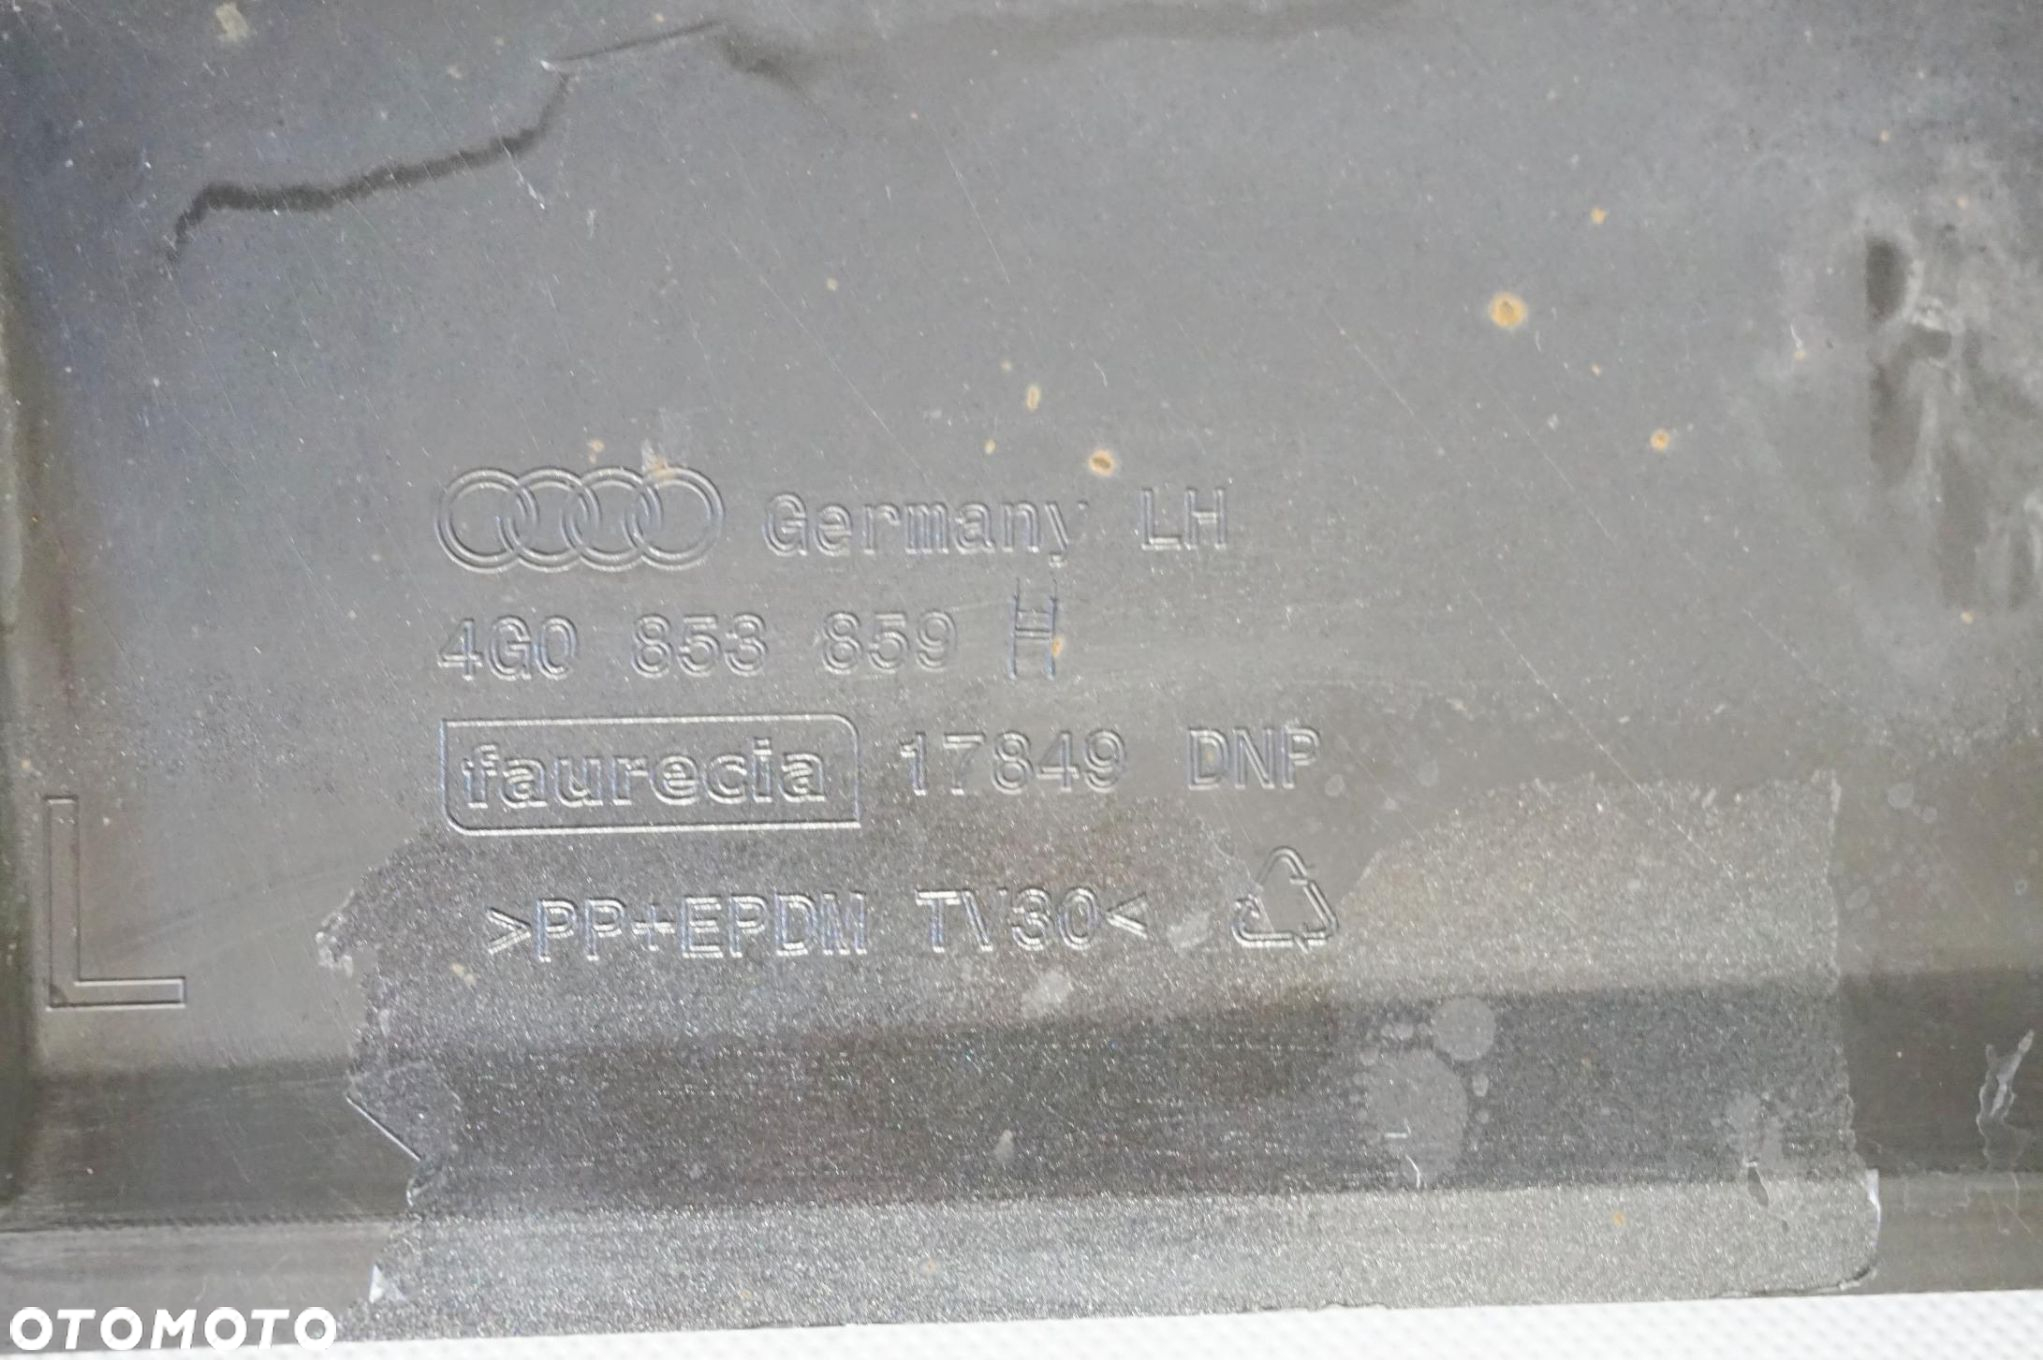 Germany LH
4G0 853 859 H
faurecia 17849 DNP
L
>PP+EPDM TV30<
OTOMOTO